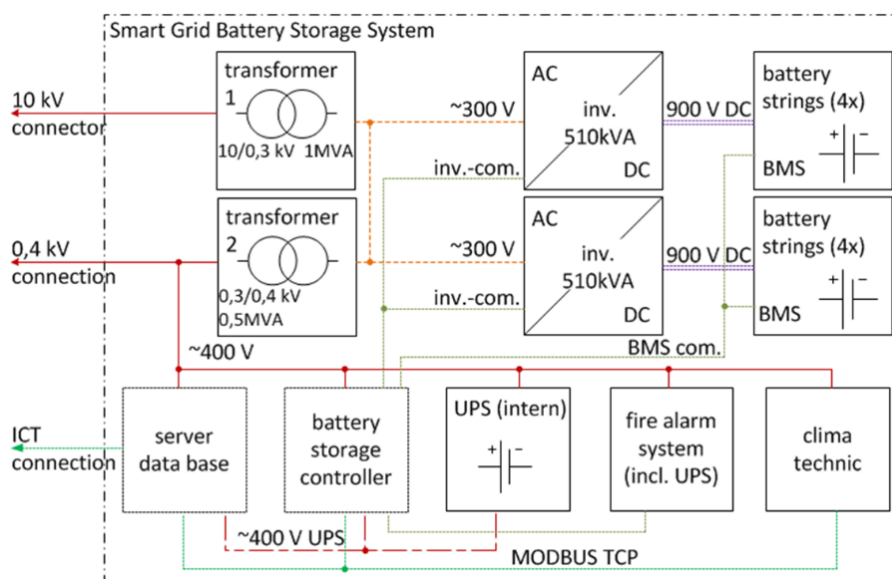 Smart Grid Battery Storage System
transformer
1
10/0,3 kV 1MVA
10 kV
connector
~300 V
inv.-com.
AC
inv.
510kVA
DC
900 V DC
battery
strings (4x)
+ −
BMS
transformer
2
0,3/0,4 kV
0,5MVA
0,4 kV
connection
~300 V
inv.-com.
AC
inv.
510kVA
DC
900 V DC
battery
strings (4x)
+ −
BMS
~400 V
BMS com.
ICT
connection
server
data base
battery
storage
controller
UPS (intern)
+ −
fire alarm
system
(incl. UPS)
clima
technic
~400 V UPS
MODBUS TCP